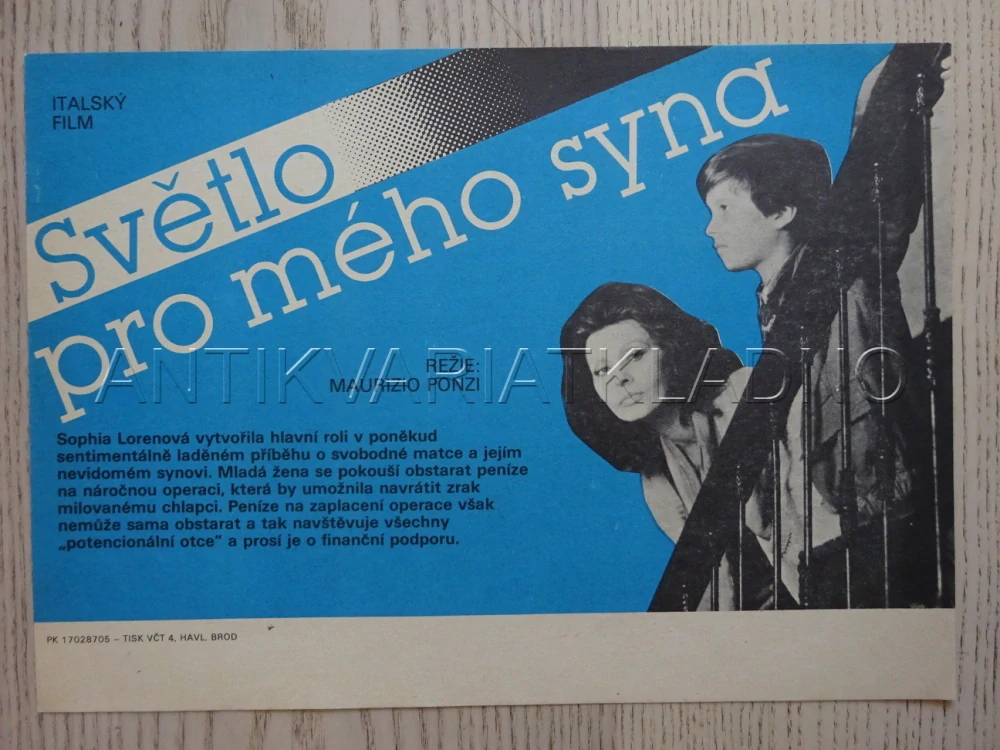 ITALSKÝ
FILM
Světlo
pro mého syna
REŽIE:
MAURIZIO PONZI
ANTIKVARIATKLADNO
Sophia Lorenová vytvořila hlavní roli v poněkud
sentimentálně laděném příběhu o svobodné matce a jejím
nevidomém synovi. Mladá žena se pokouší obstarat peníze
na náročnou operaci, která by umožnila navrátit zrak
milovanému chlapci. Peníze na zaplacení operace však
nemůže sama obstarat a tak navštěvuje všechny
„potencionální otce“ a prosí je o finanční podporu.
PK 17028705 – TISK VČT 4, HAVL. BROD